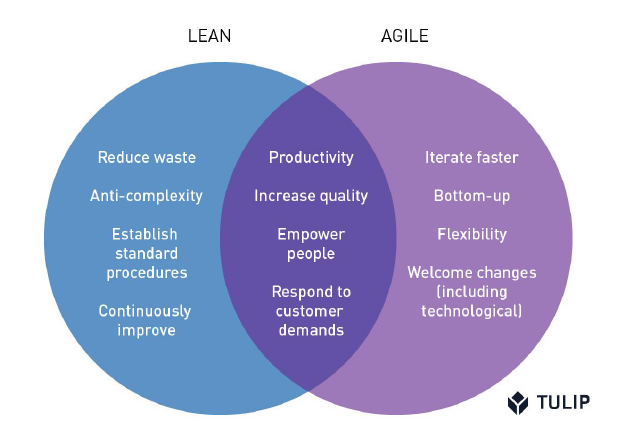 LEAN
AGILE
Reduce waste
Anti-complexity
Establish
standard
procedures
Continuously
improve
Productivity
Increase quality
Empower
people
Respond to
customer
demands
Iterate faster
Bottom-up
Flexibility
Welcome changes
(including
technological)
TULIP